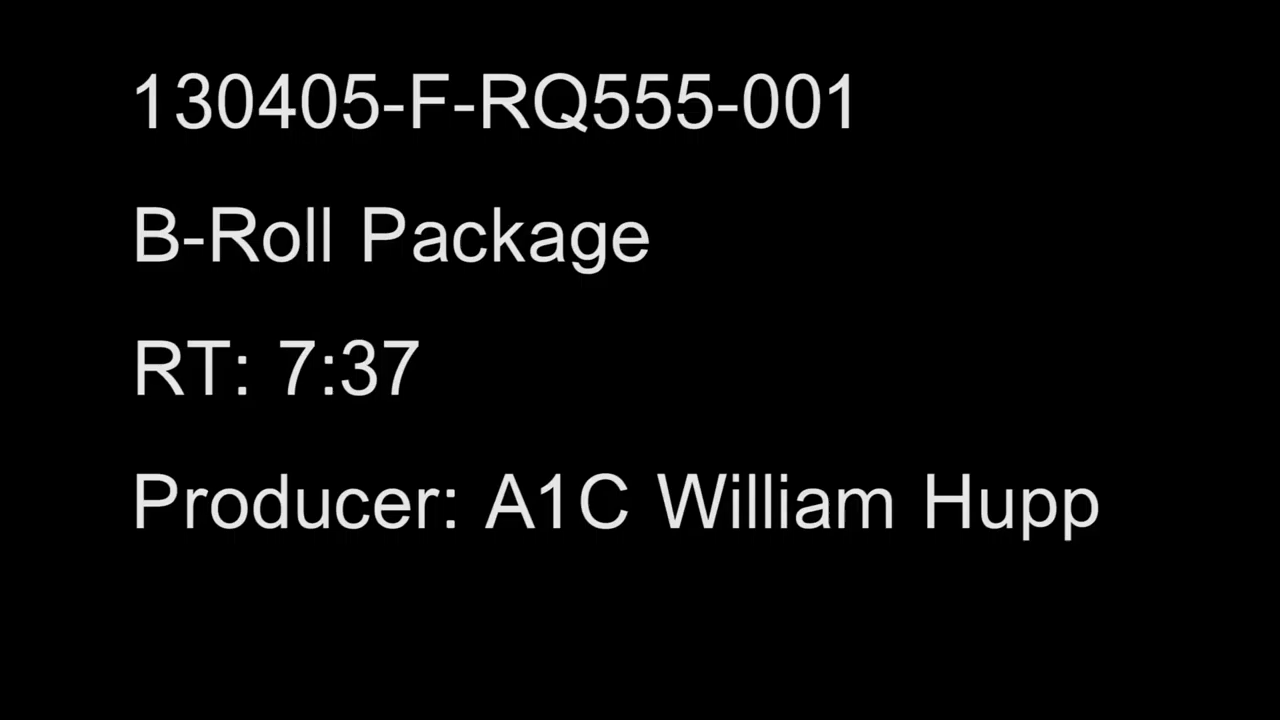 130405-F-RQ555-001
B-Roll Package
RT: 7:37
Producer: A1C William Hupp